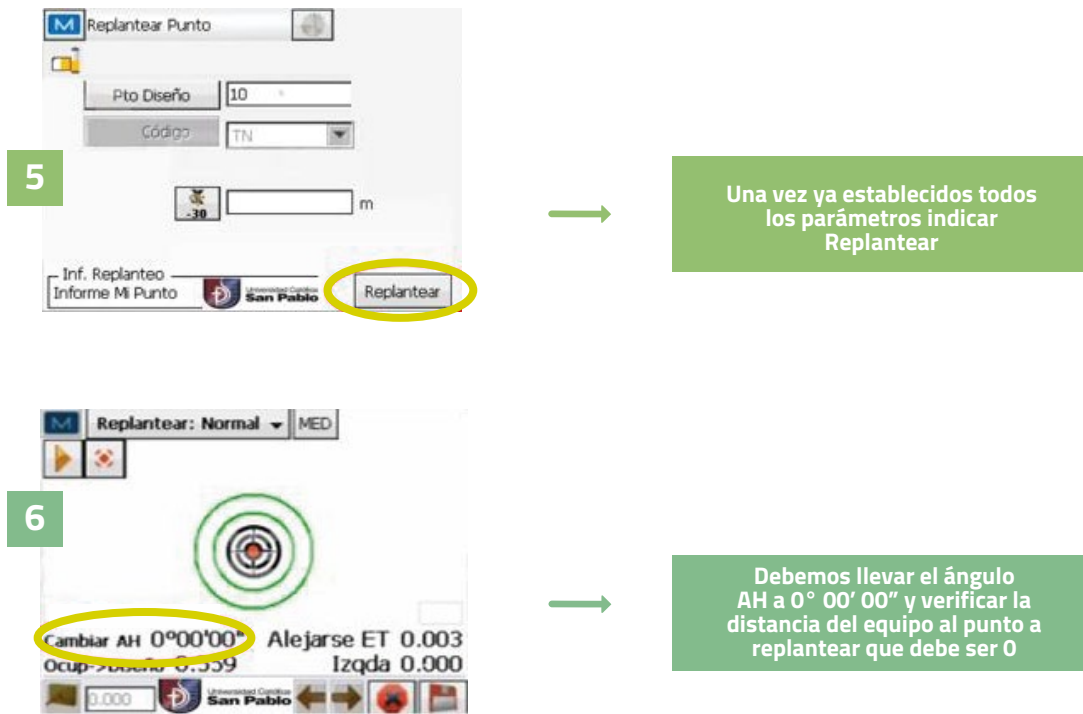 Replantear Punto
Pto Diseño
10
Código
TN
5
-30
m
Una vez ya establecidos todos
los parámetros indicar
Replantear
Inf. Replanteo
Informe Mi Punto
Universidad Católica
San Pablo
Replantear
Replantear: Normal
MED
6
Debemos llevar el ángulo
AH a 0° 00’ 00” y verificar la
distancia del equipo al punto a
replantear que debe ser 0
Cambiar AH 0°00'00" Alejarse ET 0.003
Izqda 0.000
0.000
Universidad Católica
San Pablo